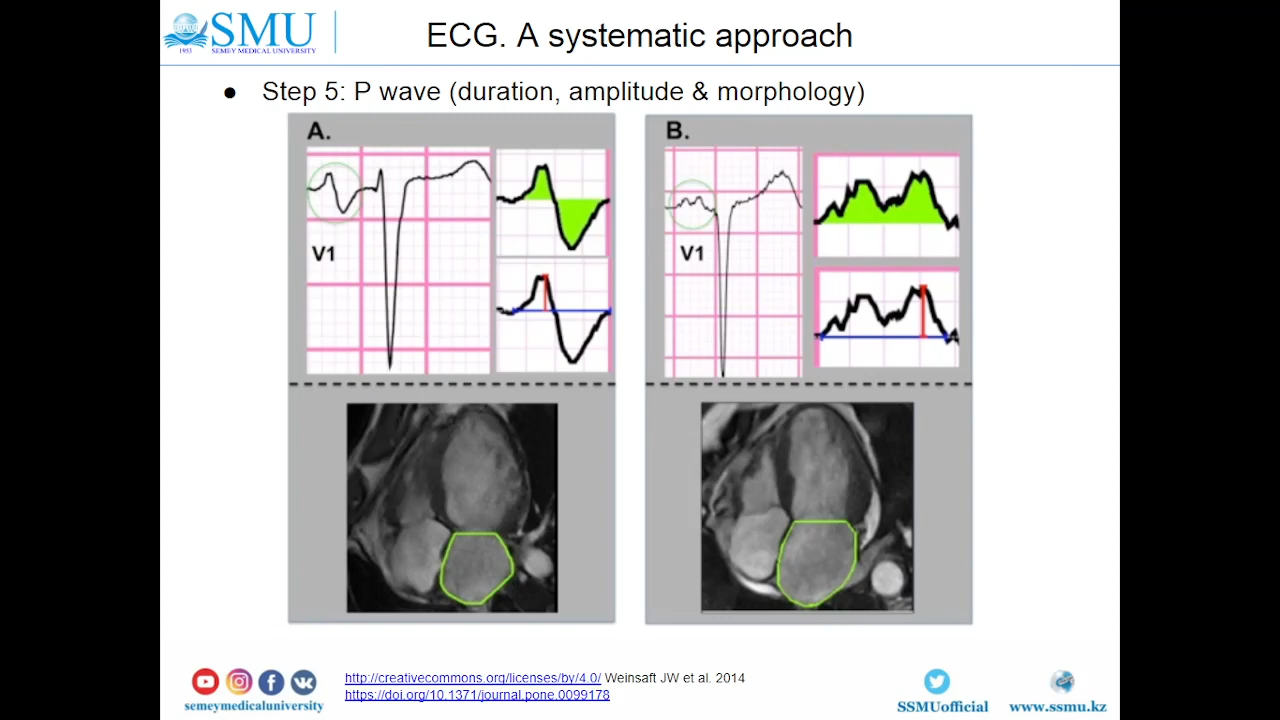 SMU
SEMEY MEDICAL UNIVERSITY
1953
ECG. A systematic approach
● Step 5: P wave (duration, amplitude & morphology)
A.
B.
V1
V1
http://creativecommons.org/licenses/by/4.0/ Weinsaft JW et al. 2014
https://doi.org/10.1371/journal.pone.0099178
semeymedicaluniversity
SSMUofficial
www.ssmu.kz